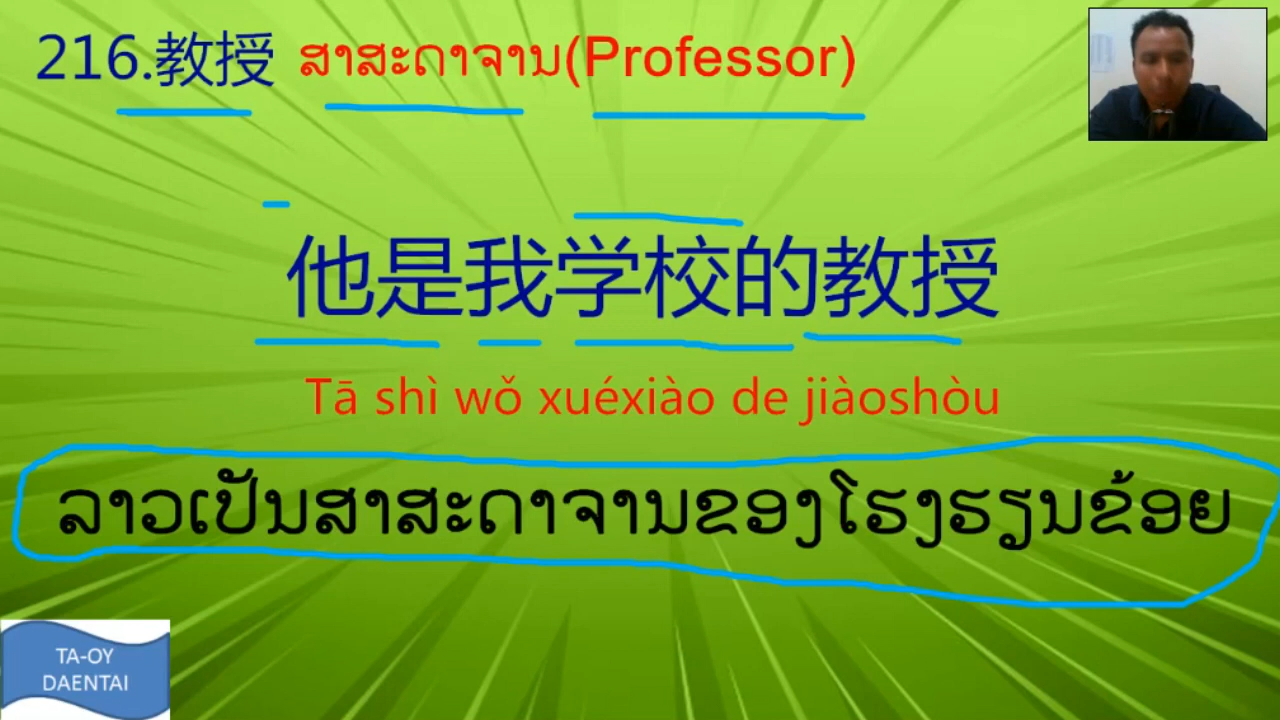 216.教授 ສາສະດາຈານ(Professor)
他是我学校的教授
Tā shì wǒ xuéxiào de jiàoshòu
ລາວເປັນສາສະດາຈານຂອງໂຮງຮຽນຂ້ອຍ
TA-OY
DAENTAI